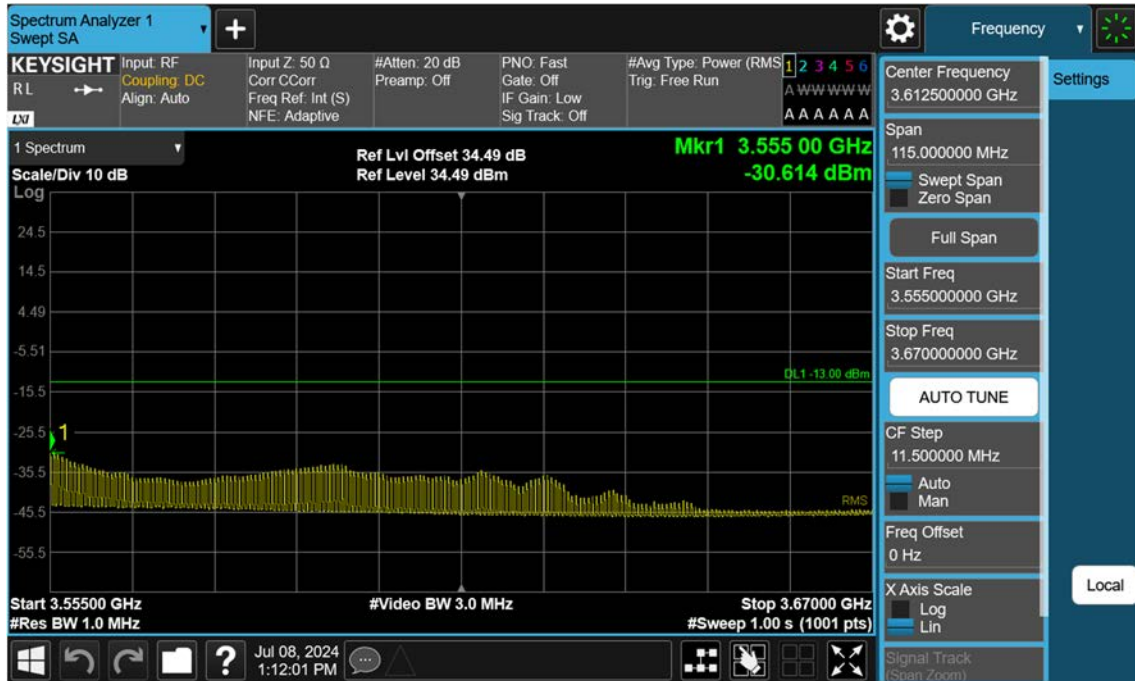 Spectrum Analyzer 1
Swept SA
Frequency
KEYSIGHT
RL
LXI
Input: RF
Coupling: DC
Align: Auto
Input Z: 50 Ω
Corr CCorr
Freq Ref: Int (S)
NFE: Adaptive
#Atten: 20 dB
Preamp: Off
PNO: Fast
Gate: Off
IF Gain: Low
Sig Track: Off
#Avg Type: Power (RMS
Trig: Free Run
1 2 3 4 5 6
A W W W W W
A A A A A A
1 Spectrum
Scale/Div 10 dB
Ref Lvl Offset 34.49 dB
Ref Level 34.49 dBm
Mkr1 3.555 00 GHz
-30.614 dBm
Log
24.5
14.5
4.49
-5.51
DL1 -13.00 dBm
-15.5
-25.5
1
-35.5
RMS
-45.5
-55.5
Start 3.55500 GHz
#Video BW 3.0 MHz
Stop 3.67000 GHz
#Res BW 1.0 MHz
#Sweep 1.00 s (1001 pts)
Jul 08, 2024
1:12:01 PM
?
Center Frequency
3.612500000 GHz
Span
115.000000 MHz
Swept Span
Zero Span
Full Span
Start Freq
3.555000000 GHz
Stop Freq
3.670000000 GHz
AUTO TUNE
CF Step
11.500000 MHz
Auto
Man
Freq Offset
0 Hz
X Axis Scale
Log
Lin
Signal Track
(Span Zoom)
Settings
Local